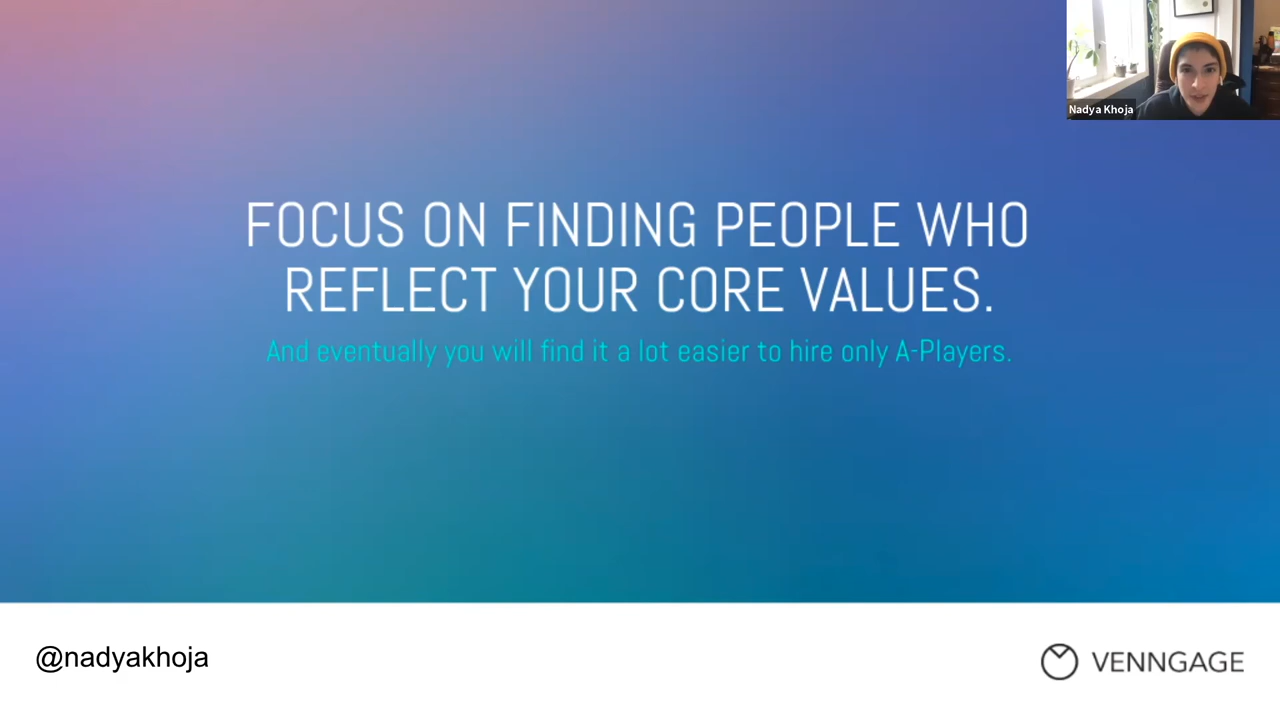 Nadya Khoja
FOCUS ON FINDING PEOPLE WHO
REFLECT YOUR CORE VALUES.
And eventually you will find it a lot easier to hire only A-Players.
@nadyakhoja
VENNGAGE